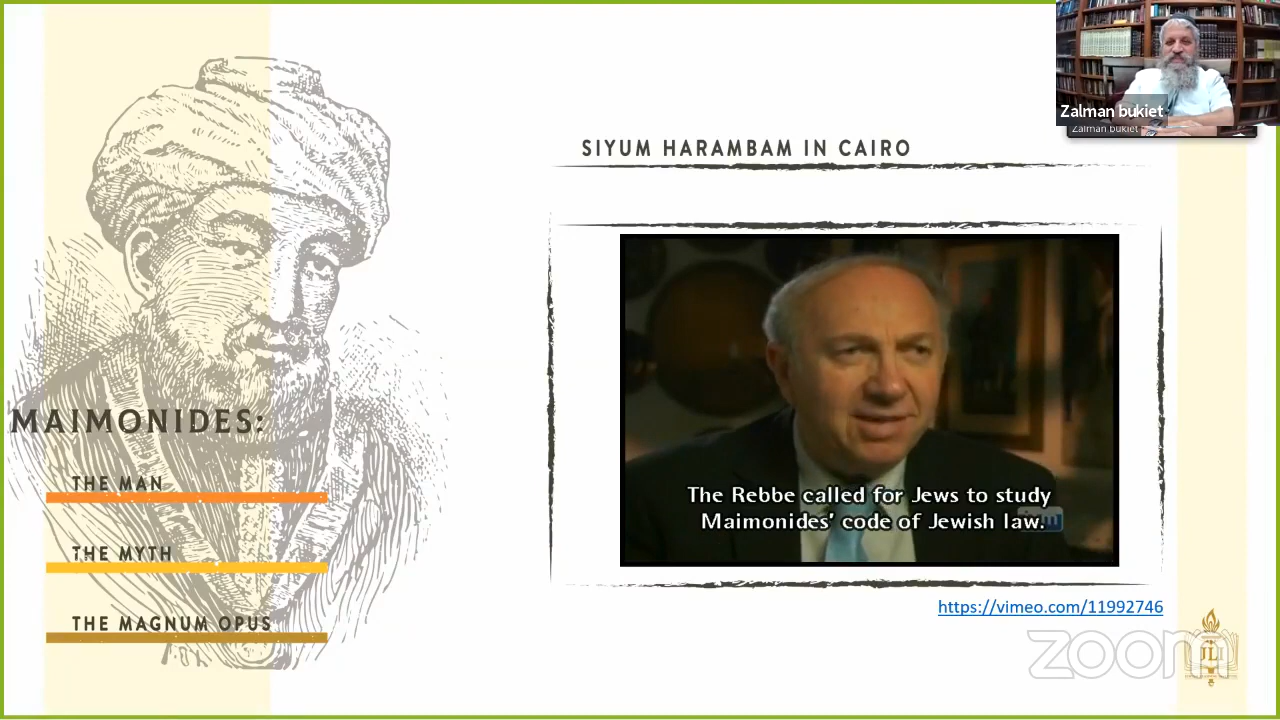 Zalman bukiet
Zalman bukiet
SIYUM HARAMBAM IN CAIRO
MAIMONIDES:
THE MAN
THE MYTH
THE MAGNUM OPUS
The Rebbe called for Jews to study
Maimonides' code of Jewish law.
https://vimeo.com/11992746
zoom
JLI